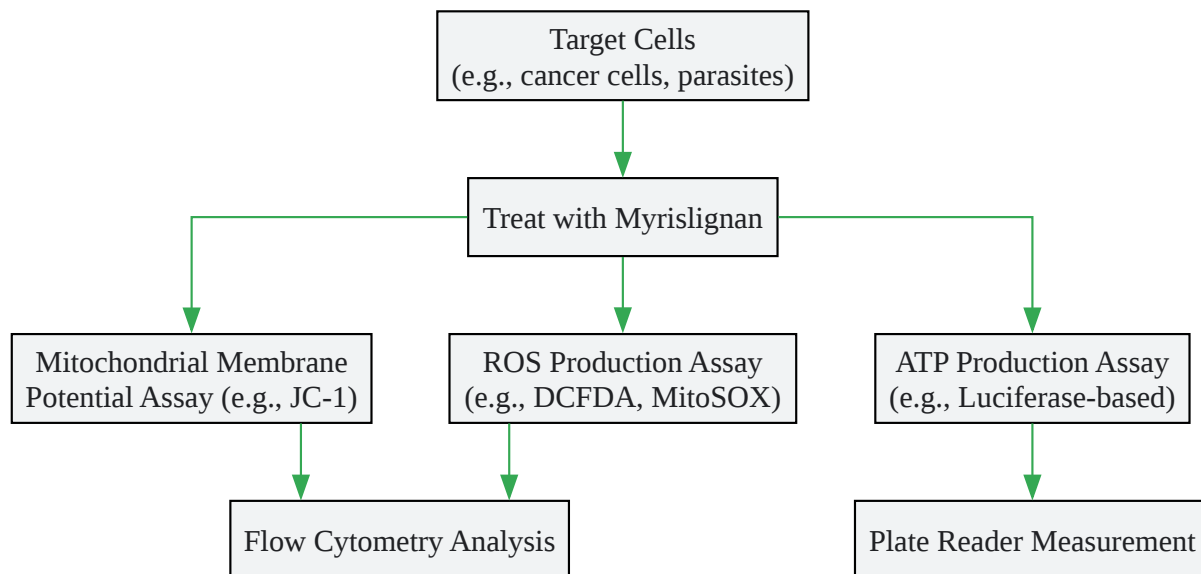 Target Cells
(e.g., cancer cells, parasites)
Treat with Myrislignan
Mitochondrial Membrane
Potential Assay (e.g., JC-1)
ROS Production Assay
(e.g., DCFDA, MitoSOX)
ATP Production Assay
(e.g., Luciferase-based)
Flow Cytometry Analysis
Plate Reader Measurement